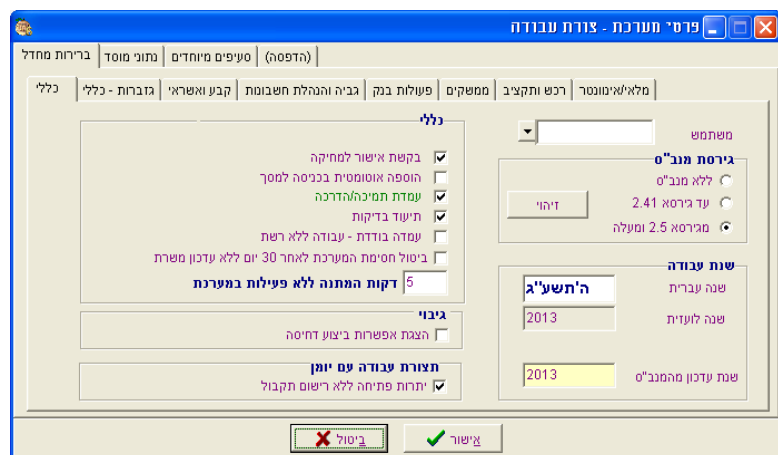 פרטי מערכת - צורת עבודה
ברירות מחדל
נתוני מוסד
סעיפים מיוחדים
(הדפסה)
כללי
גזברות - כללי
קבע ואשראי
גביה והנהלת חשבונות
פעולות בנק
ממשקים
רכש ותקציב
מלאי/אינוונטר
משתמש
גירסת מנב"ס
ללא מנב"ס
עד גירסא 2.41
מגירסא 2.5 ומעלה
זיהוי
שנת עבודה
שנה עברית
ה'תשע"ג
שנה לועזית
2013
שנת עדכון מהמנב"ס
2013
כללי
בקשת אישור למחיקה
הוספה אוטומטית בכניסה למסך
עמדת תמיכה/הדרכה
תיעוד בדיקות
עמדה בודדת - עבודה ללא רשת
ביטול חסימת המערכת לאחר 30 יום ללא עדכון משרת
5 דקות המתנה ללא פעילות במערכת
גיבוי
הצגת אפשרות ביצוע דחיסה
תצורת עבודה עם יומן
יתרות פתיחה ללא רישום תקבול
אישור
ביטול